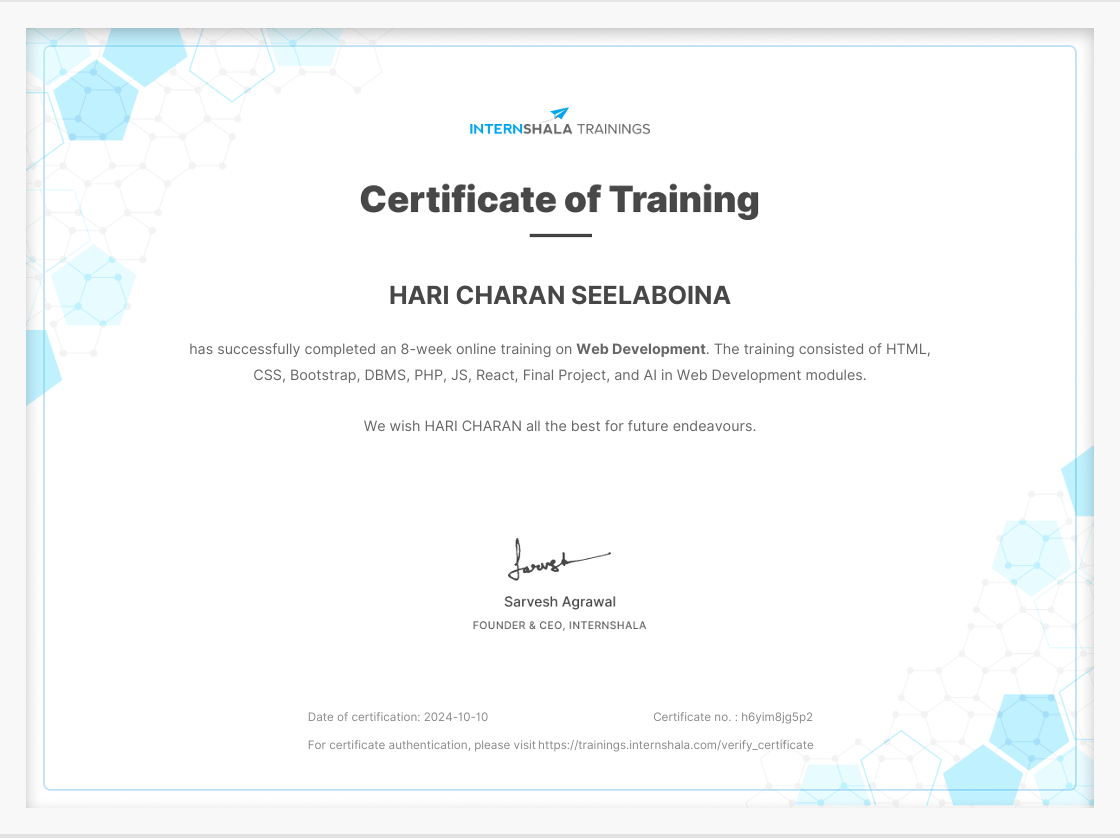 INTERNSHALA TRAININGS
Certificate of Training
HARI CHARAN SEELABOINA
has successfully completed an 8-week online training on Web Development. The training consisted of HTML,
CSS, Bootstrap, DBMS, PHP, JS, React, Final Project, and AI in Web Development modules.
We wish HARI CHARAN all the best for future endeavours.
Sarvesh
Sarvesh Agrawal
FOUNDER & CEO, INTERNSHALA
Date of certification: 2024-10-10 Certificate no. : h6yim8jg5p2
For certificate authentication, please visit https://trainings.internshala.com/verify_certificate